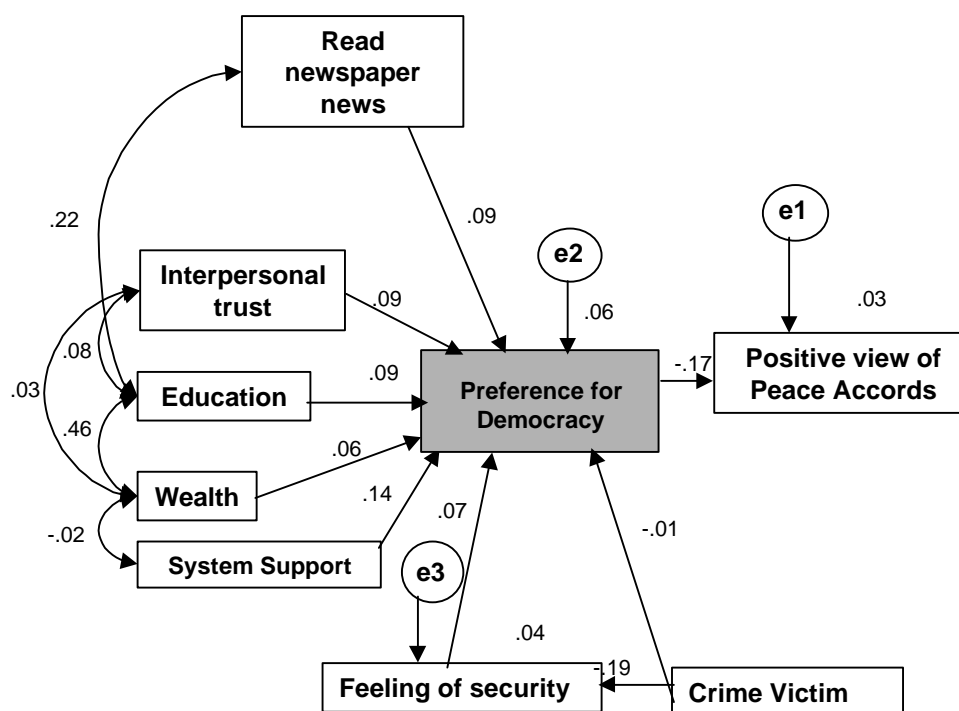 Read
newspaper
news
.22
.09
e1
e2
Interpersonal
trust
.09
.06
.03
.08
.03
Education
.09
Preference for
Democracy
-.17
Positive view of
Peace Accords
.46
.06
Wealth
.14
-.02
System Support
.07
-.01
e3
.04
Feeling of security
-.19
Crime Victim